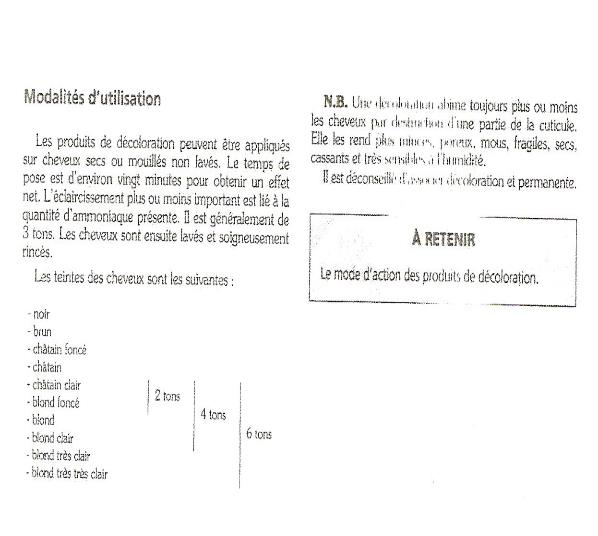 Modalités d'utilisation
Les produits de décoloration peuvent être appliqués
sur cheveux secs ou mouillés non lavés. Le temps de
pose est d'environ vingt minutes pour obtenir un effet
net. L'éclaircissement plus ou moins important est lié à la
quantité d'ammoniaque présente. Il est généralement de
3 tons. Les cheveux sont ensuite lavés et soigneusement
rincés.
Les teintes des cheveux sont les suivantes :
- noir
- brun
- châtain foncé
- châtain
- châtain clair
- blond foncé
- blond
- blond clair
- blond très clair
- blond très très clair
2 tons
4 tons
6 tons
N.B. Une décoloration abîme toujours plus ou moins
les cheveux par destruction d'une partie de la cuticule.
Elle les rend plus minces, poreux, mous, fragiles, secs,
cassants et très sensibles à l'humidité.
Il est déconseillé d'associer décoloration et permanente.
À RETENIR
Le mode d'action des produits de décoloration.